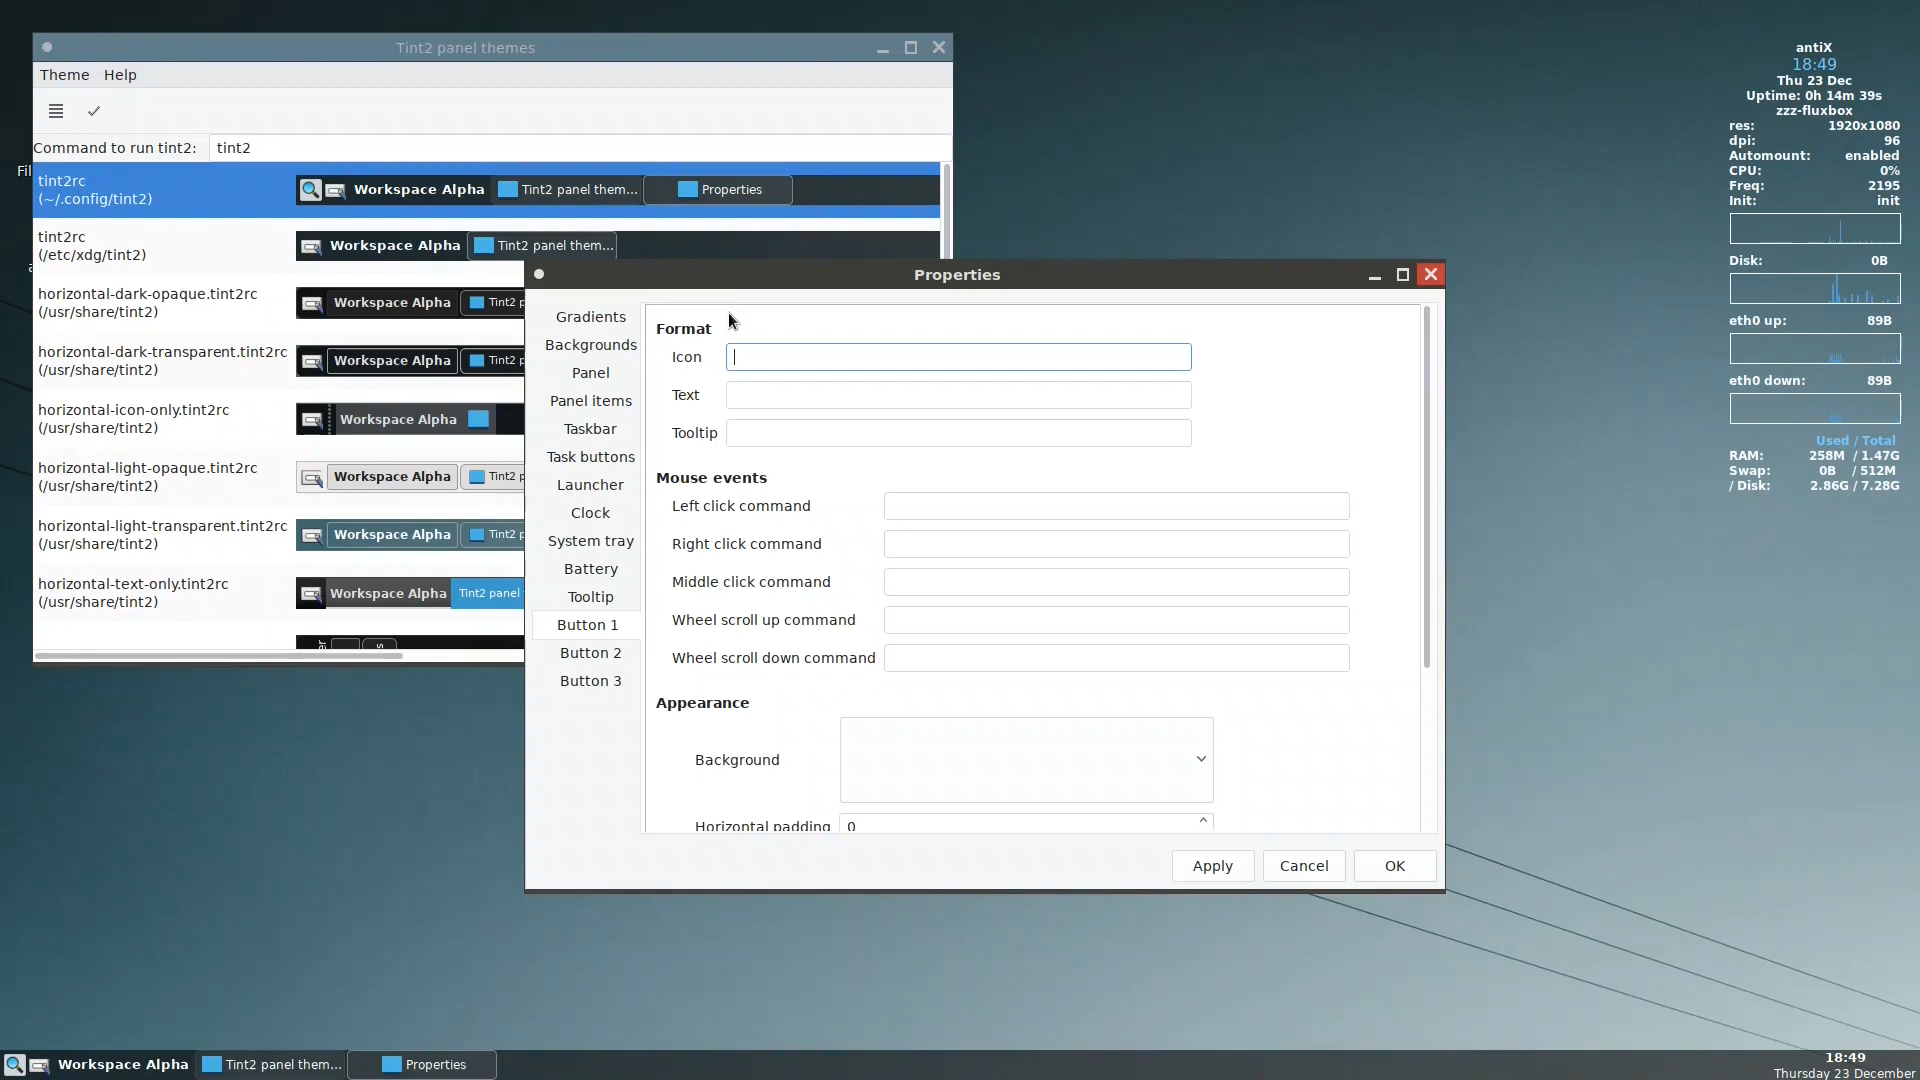 Tint2 panel themes
Theme Help
Command to run tint2: tint2
tint2rc
(~/.config/tint2)
Workspace Alpha Tint2 panel them... Properties
tint2rc
(/etc/xdg/tint2)
Workspace Alpha Tint2 panel them...
horizontal-dark-opaque.tint2rc
(/usr/share/tint2)
Workspace Alpha Tint2 p
horizontal-dark-transparent.tint2rc
(/usr/share/tint2)
Workspace Alpha Tint2 p
horizontal-icon-only.tint2rc
(/usr/share/tint2)
Workspace Alpha
horizontal-light-opaque.tint2rc
(/usr/share/tint2)
Workspace Alpha Tint2 p
horizontal-light-transparent.tint2rc
(/usr/share/tint2)
Workspace Alpha Tint2 p
horizontal-text-only.tint2rc
(/usr/share/tint2)
Workspace Alpha Tint2 panel
Fil
Properties
Gradients
Backgrounds
Panel
Panel items
Taskbar
Task buttons
Launcher
Clock
System tray
Battery
Tooltip
Button 1
Button 2
Button 3
Format
Icon
Text
Tooltip
Mouse events
Left click command
Right click command
Middle click command
Wheel scroll up command
Wheel scroll down command
Appearance
Background
Horizontal padding 0
Apply Cancel OK
antiX
18:49
Thu 23 Dec
Uptime: 0h 14m 39s
zzz-fluxbox
res: 1920x1080
dpi: 96
Automount: enabled
CPU: 0%
Freq: 2195
Init: init
Disk: 0B
eth0 up: 89B
eth0 down: 89B
Used / Total
RAM: 258M / 1.47G
Swap: 0B / 512M
/ Disk: 2.86G / 7.28G
Workspace Alpha Tint2 panel them... Properties
18:49
Thursday 23 December